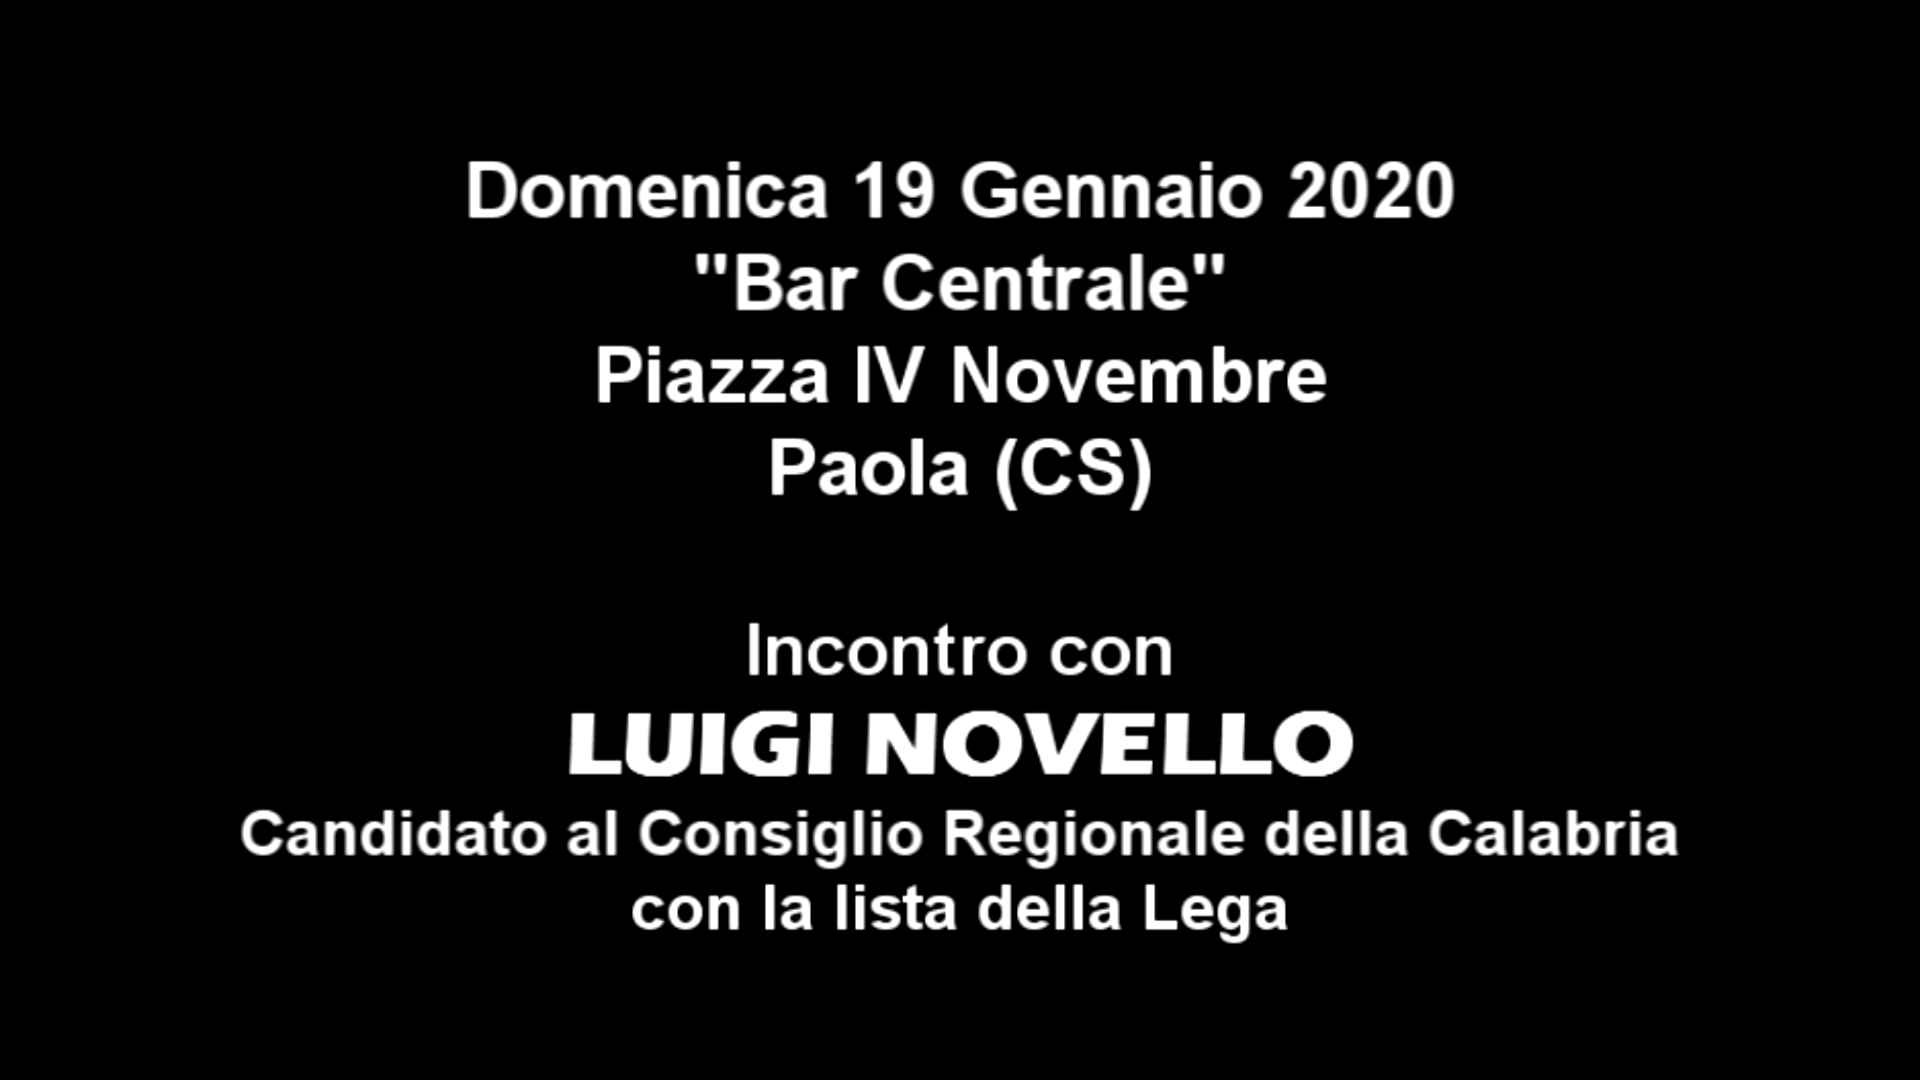 Domenica 19 Gennaio 2020
"Bar Centrale"
Piazza IV Novembre
Paola (CS)
Incontro con
LUIGI NOVELLO
Candidato al Consiglio Regionale della Calabria
con la lista della Lega